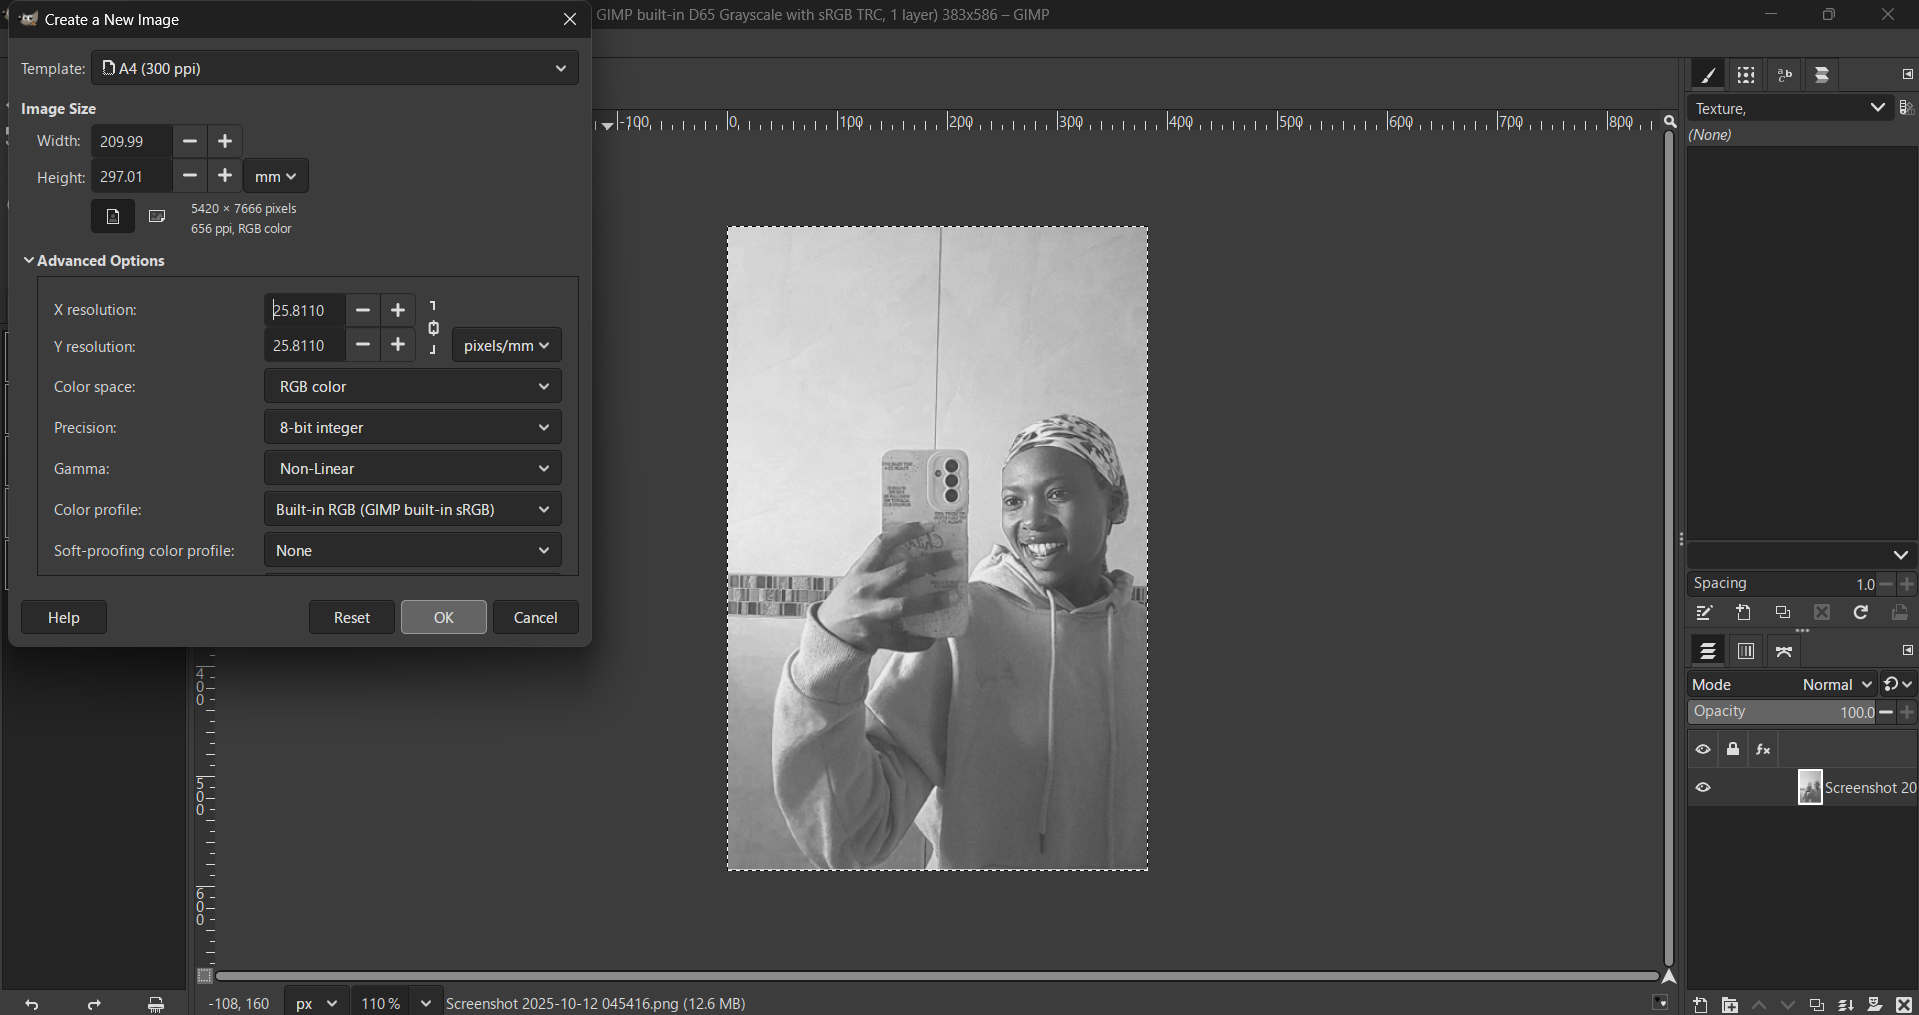 Create a New Image
GIMP built-in D65 Grayscale with sRGB TRC, 1 layer) 383x586 – GIMP
Template:
A4 (300 ppi)
Image Size
Width:
209.99
Height:
297.01
mm
5420 × 7666 pixels
656 ppi, RGB color
Advanced Options
X resolution:
25.8110
Y resolution:
25.8110
pixels/mm
Color space:
RGB color
Precision:
8-bit integer
Gamma:
Non-Linear
Color profile:
Built-in RGB (GIMP built-in sRGB)
Soft-proofing color profile:
None
Help
Reset
OK
Cancel
-100
0
100
200
300
400
500
600
700
800
400
500
600
Texture,
(None)
Spacing
1.0
Mode
Normal
Opacity
100.0
fx
Screenshot 20
-108, 160
px
110 %
Screenshot 2025-10-12 045416.png (12.6 MB)